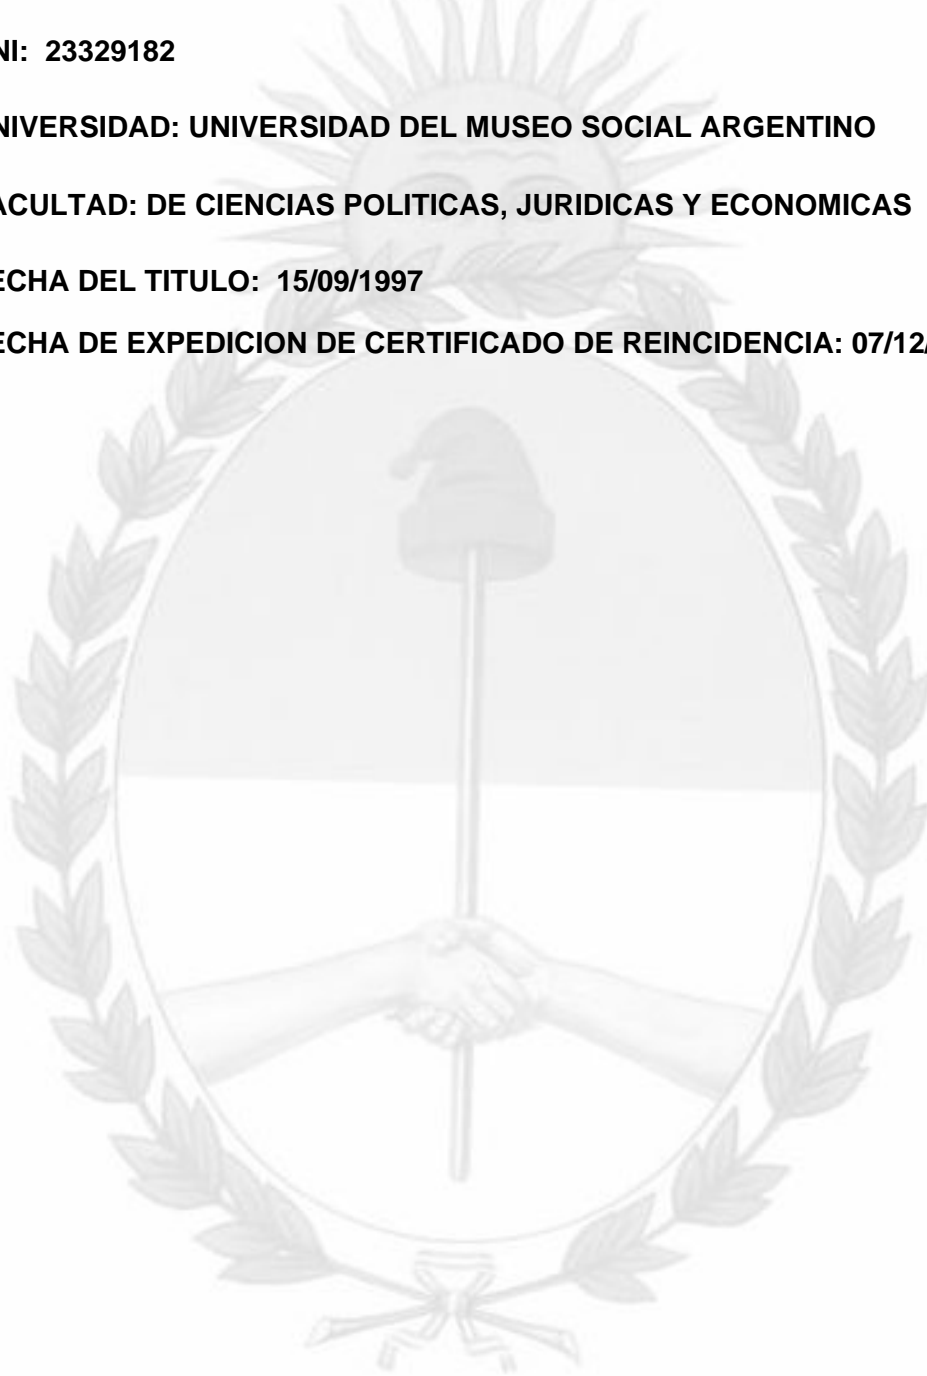 NI: 23329182
NIVERSIDAD: UNIVERSIDAD DEL MUSEO SOCIAL ARGENTINO
ACULTAD: DE CIENCIAS POLITICAS, JURIDICAS Y ECONOMICAS
ECHA DEL TITULO: 15/09/1997
ECHA DE EXPEDICION DE CERTIFICADO DE REINCIDENCIA: 07/12/